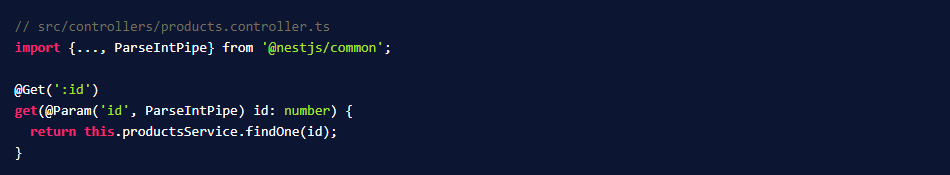 // src/controllers/products.controller.ts
import {..., ParseIntPipe} from '@nestjs/common';

@Get(':id')
get(@Param('id', ParseIntPipe) id: number) {
  return this.productsService.findOne(id);
}